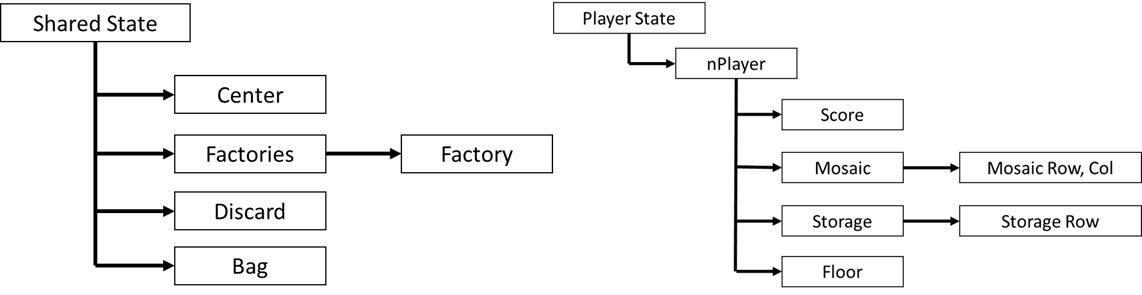 Shared State
Center
Factories
Factory
Discard
Bag
Player State
nPlayer
Score
Mosaic
Mosaic Row, Col
Storage
Storage Row
Floor